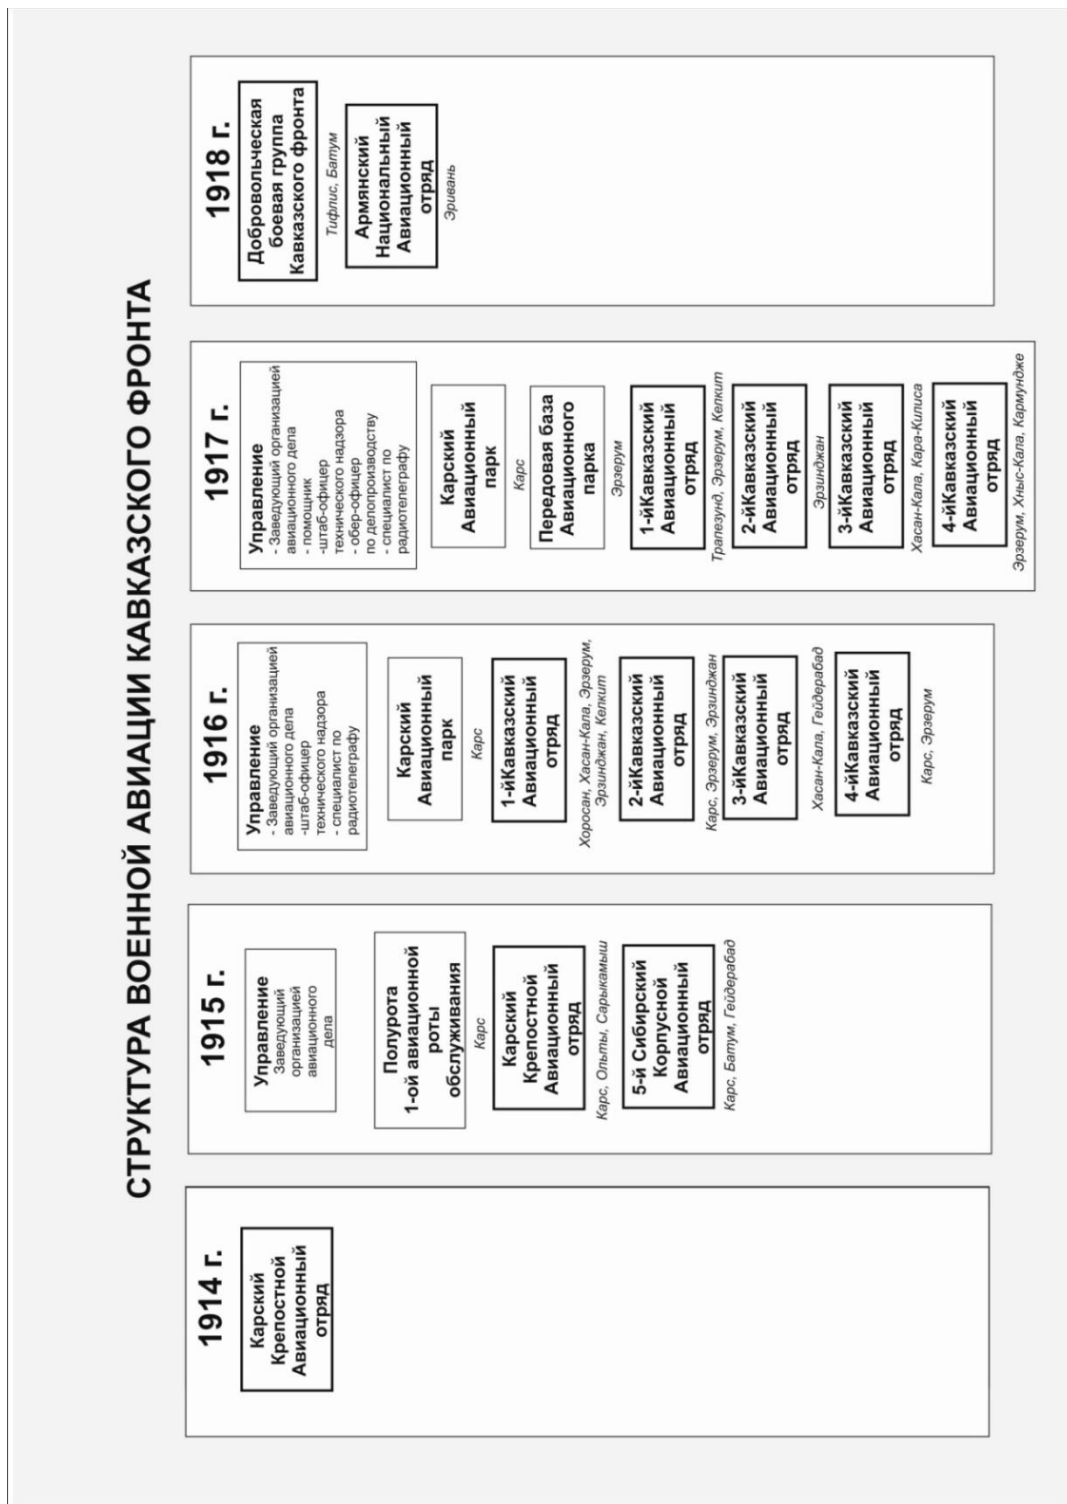 СТРУКТУРА ВОЕННОЙ АВИАЦИИ КАВКАЗСКОГО ФРОНТА
1914 г.
Карский
Крепостной
Авиационный
отряд
1915 г.
Управление
Заведующий
организацией
авиационного
дела
Полурота
1-ой авиационной
роты
обслуживания
Карс
Карский
Крепостной
Авиационный
отряд
Карс, Ольты, Сарыкамыш
5-й Сибирский
Корпусной
Авиационный
отряд
Карс, Батум, Гейдерабад
1916 г.
Управление
- Заведующий организацией
авиационного дела
-штаб-офицер
технического надзора
- специалист по
радиотелеграфу
Карский
Авиационный
парк
Карс
1-йКавказский
Авиационный
отряд
Хоросан, Хасан-Кала, Эрзерум,
Эрзинджан, Келкит
2-йКавказский
Авиационный
отряд
Карс, Эрзерум, Эрзинджан
3-йКавказский
Авиационный
отряд
Хасан-Кала, Гейдерабад
4-йКавказский
Авиационный
отряд
Карс, Эрзерум
1917 г.
Управление
- Заведующий организацией
авиационного дела
- помощник
-штаб-офицер
технического надзора
- обер-офицер
по делопроизводству
- специалист по
радиотелеграфу
Карский
Авиационный
парк
Карс
Передовая база
Авиационного
парка
Эрзерум
1-йКавказский
Авиационный
отряд
Трапезунд, Эрзерум, Келкит
2-йКавказский
Авиационный
отряд
Эрзинджан
3-йКавказский
Авиационный
отряд
Хасан-Кала, Кара-Килиса
4-йКавказский
Авиационный
отряд
Эрзерум, Хныс-Кала, Кармундже
1918 г.
Добровольческая
боевая группа
Кавказского фронта
Тифлис, Батум
Армянский
Национальный
Авиационный
отряд
Эривань